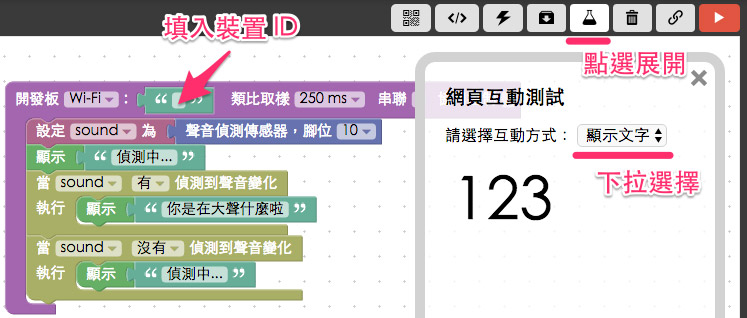 填入裝置 ID
</>
點選展開
開發板 Wi-Fi : “ ” 類比取樣 250 ms 串聯
設定 sound 為 聲音偵測傳感器，腳位 10
顯示 “ 偵測中... ”
當 sound 有 偵測到聲音變化
執行 顯示 “ 你是在大聲什麼啦 ”
當 sound 沒有 偵測到聲音變化
執行 顯示 “ 偵測中... ”
網頁互動測試
請選擇互動方式： 顯示文字
下拉選擇
123